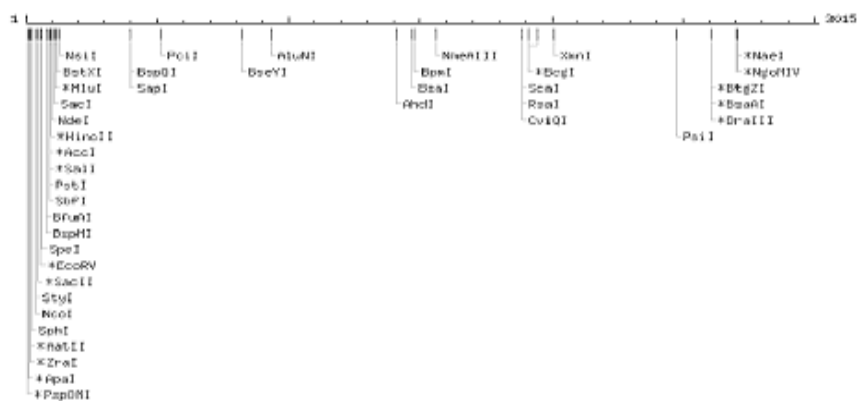 1 3015
NsiI PciI AlwNI NmeAIII XmnI *NaeI
BstXI BspQI BseYI BpmI *BcgI *NgoMIV
*MluI SapI BsaI ScaI *BtgZI
SacI AhdI RsaI *BsaAI
NdeI CviQI *DraIII
*HincII PsiI
*AccI
*SalI
PstI
SbfI
BfuAI
BspMI
SpeI
*EcoRV
*SacII
StyI
NcoI
SphI
*AatII
*ZraI
*ApaI
*PspOMI